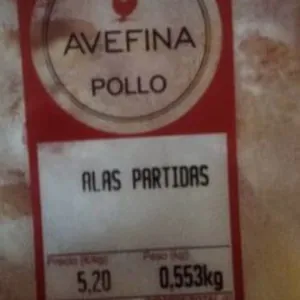 AVEFINA
POLLO
ALAS PARTIDAS
Precio (€/kg) Peso (kg)
5,20 0,553kg